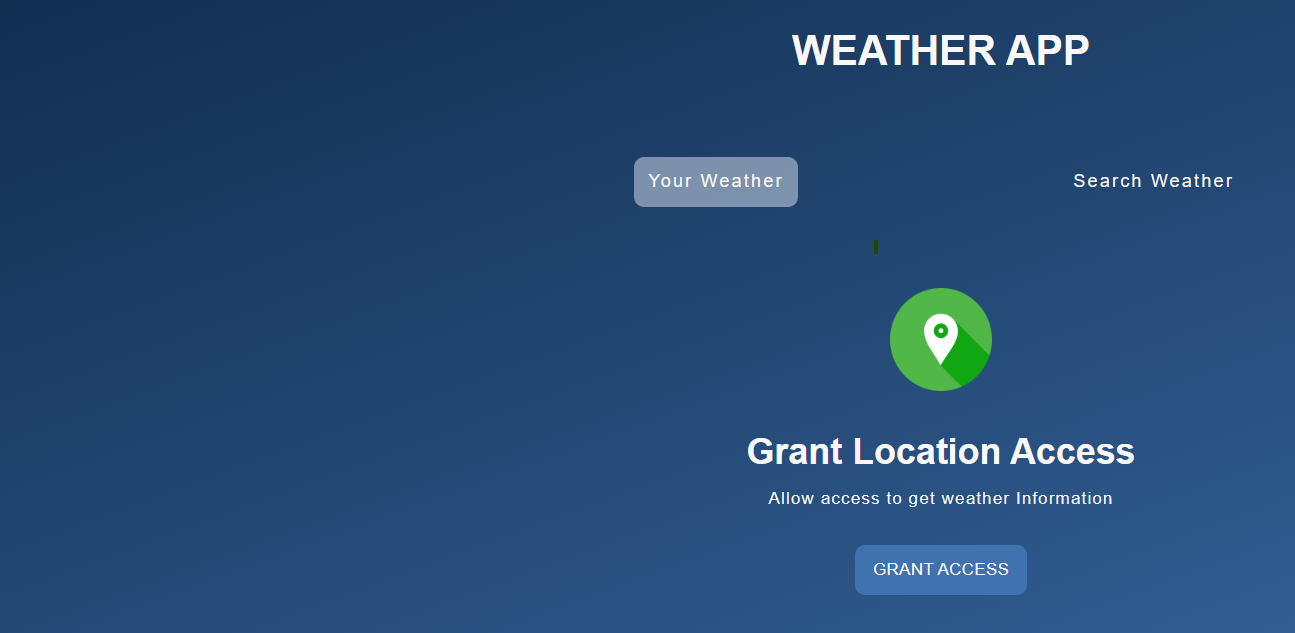 WEATHER APP
Your Weather
Search Weather
Grant Location Access
Allow access to get weather Information
GRANT ACCESS